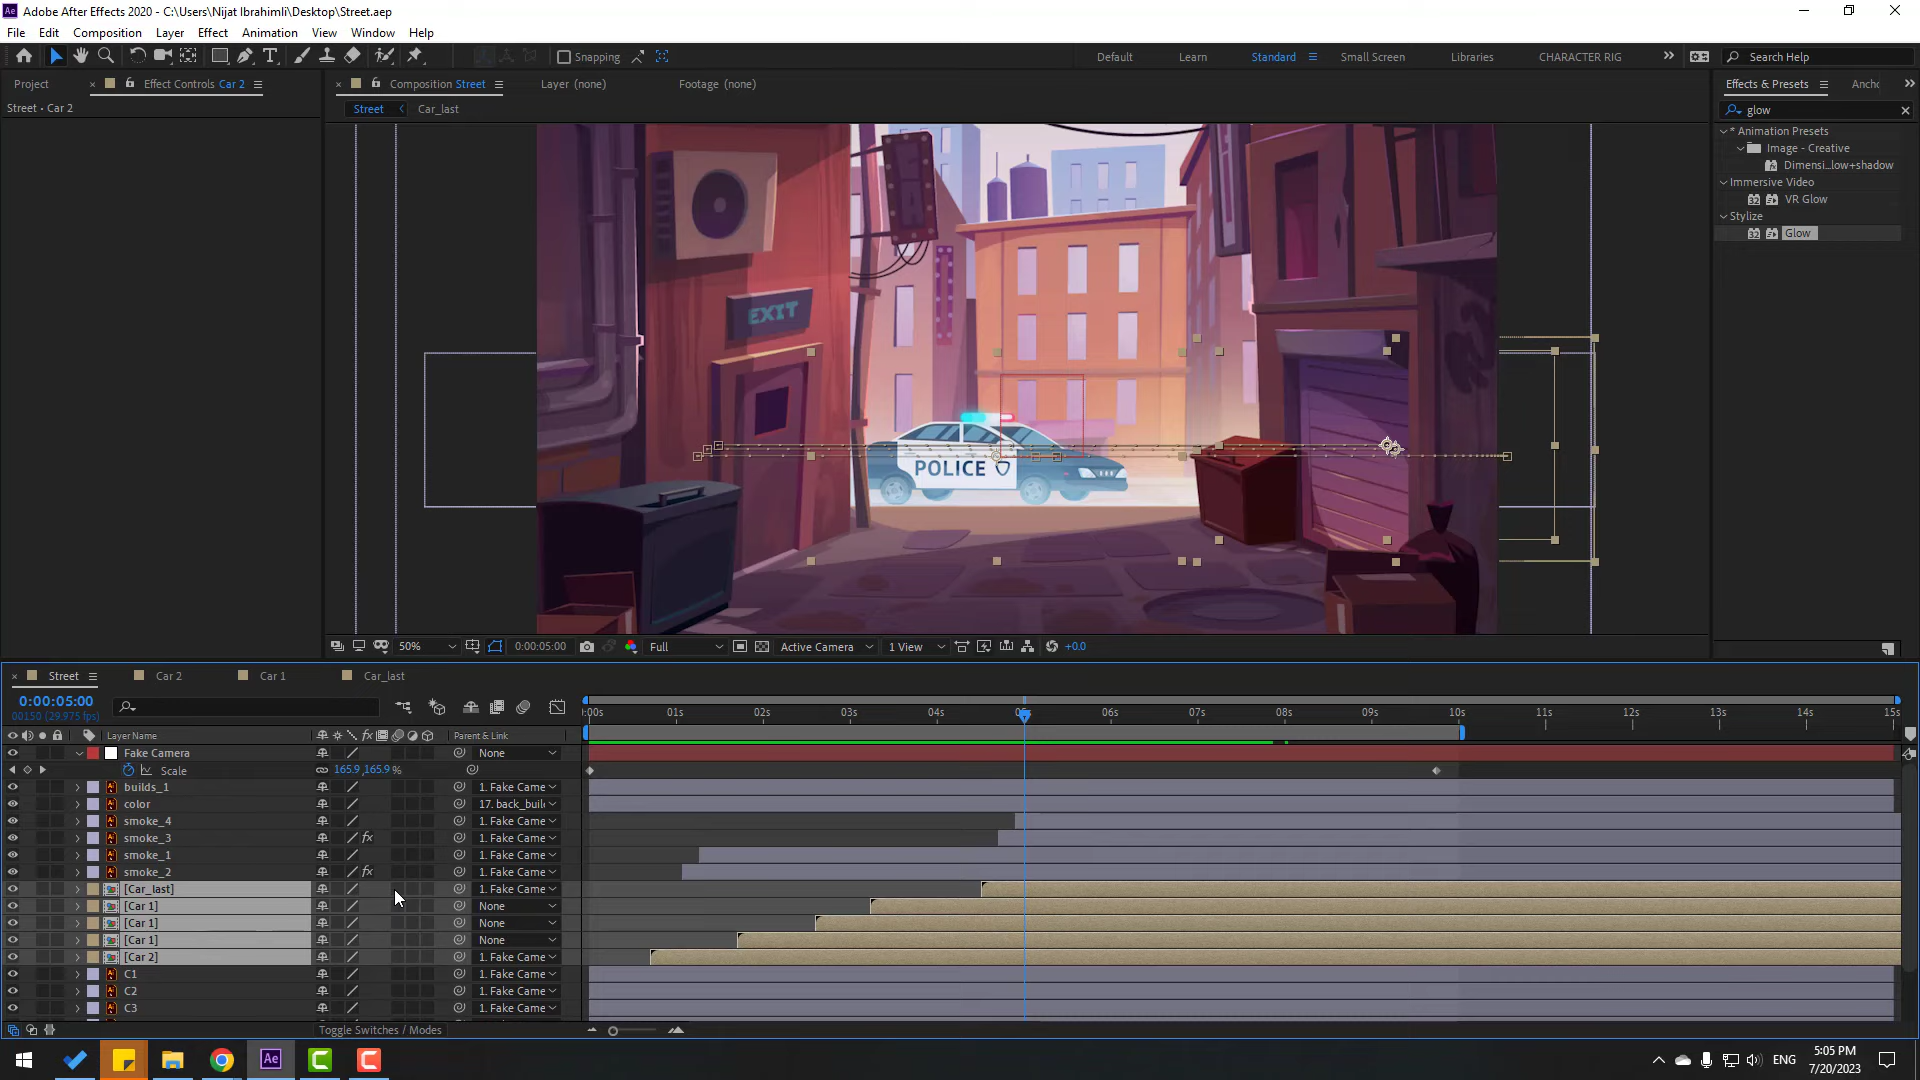 Adobe After Effects 2020 - C:\Users\Nijat Ibrahimli\Desktop\Street.aep
File Edit Composition Layer Effect Animation View Window Help
Snapping
Default Learn Standard Small Screen Libraries CHARACTER RIG Search Help
Project Effect Controls Car 2
Composition Street Layer (none) Footage (none)
Effects & Presets Ancho
Street • Car 2
Street Car_last
glow
* Animation Presets
Image - Creative
Dimensi...low+shadow
Immersive Video
VR Glow
Stylize
Glow
EXIT
POLICE
50% 0:00:05:00 Full Active Camera 1 View +0.0
Street Car 2 Car 1 Car_last
0:00:05:00
00150 (29.975 fps)
:00s 01s 02s 03s 04s 05s 06s 07s 08s 09s 10s 11s 12s 13s 14s 15s
Layer Name Parent & Link
Fake Camera None
Scale 165.9,165.9%
builds_1 1. Fake Came
color 17. back_buil
smoke_4 1. Fake Came
smoke_3 1. Fake Came
smoke_1 1. Fake Came
smoke_2 1. Fake Came
[Car_last] 1. Fake Came
[Car 1] None
[Car 1] None
[Car 1] None
[Car 2] 1. Fake Came
C1 1. Fake Came
C2 1. Fake Came
C3 1. Fake Came
Toggle Switches / Modes
ENG
5:05 PM
7/20/2023